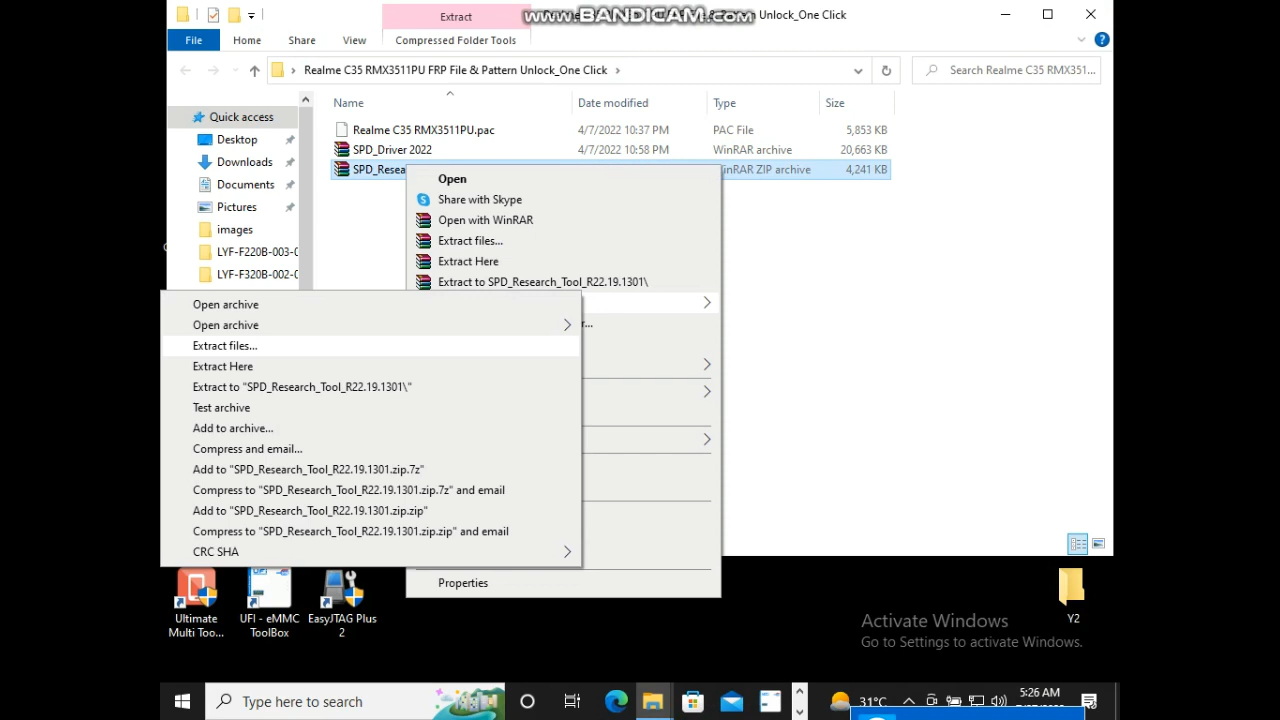 Extract
www.BANDICAM.com
Unlock_One Click
File
Home
Share
View
Compressed Folder Tools
Realme C35 RMX3511PU FRP File & Pattern Unlock_One Click
Search Realme C35 RMX351...
Name
Date modified
Type
Size
Quick access
Desktop
Downloads
Documents
Pictures
images
LYF-F220B-003-0
LYF-F320B-002-0
Realme C35 RMX3511PU.pac
4/7/2022 10:37 PM
PAC File
5,853 KB
SPD_Driver 2022
4/7/2022 10:58 PM
WinRAR archive
20,663 KB
SPD_Resea
inRAR ZIP archive
4,241 KB
Open
Share with Skype
Open with WinRAR
Extract files...
Extract Here
Extract to SPD_Research_Tool_R22.19.1301\
r...
Properties
Open archive
Open archive
Extract files...
Extract Here
Extract to "SPD_Research_Tool_R22.19.1301\"
Test archive
Add to archive...
Compress and email...
Add to "SPD_Research_Tool_R22.19.1301.zip.7z"
Compress to "SPD_Research_Tool_R22.19.1301.zip.7z" and email
Add to "SPD_Research_Tool_R22.19.1301.zip.zip"
Compress to "SPD_Research_Tool_R22.19.1301.zip.zip" and email
CRC SHA
Ultimate
Multi Too...
UFI - eMMC
ToolBox
EasyJTAG Plus
2
Y2
Activate Windows
Go to Settings to activate Windows.
Type here to search
31°C
5:26 AM